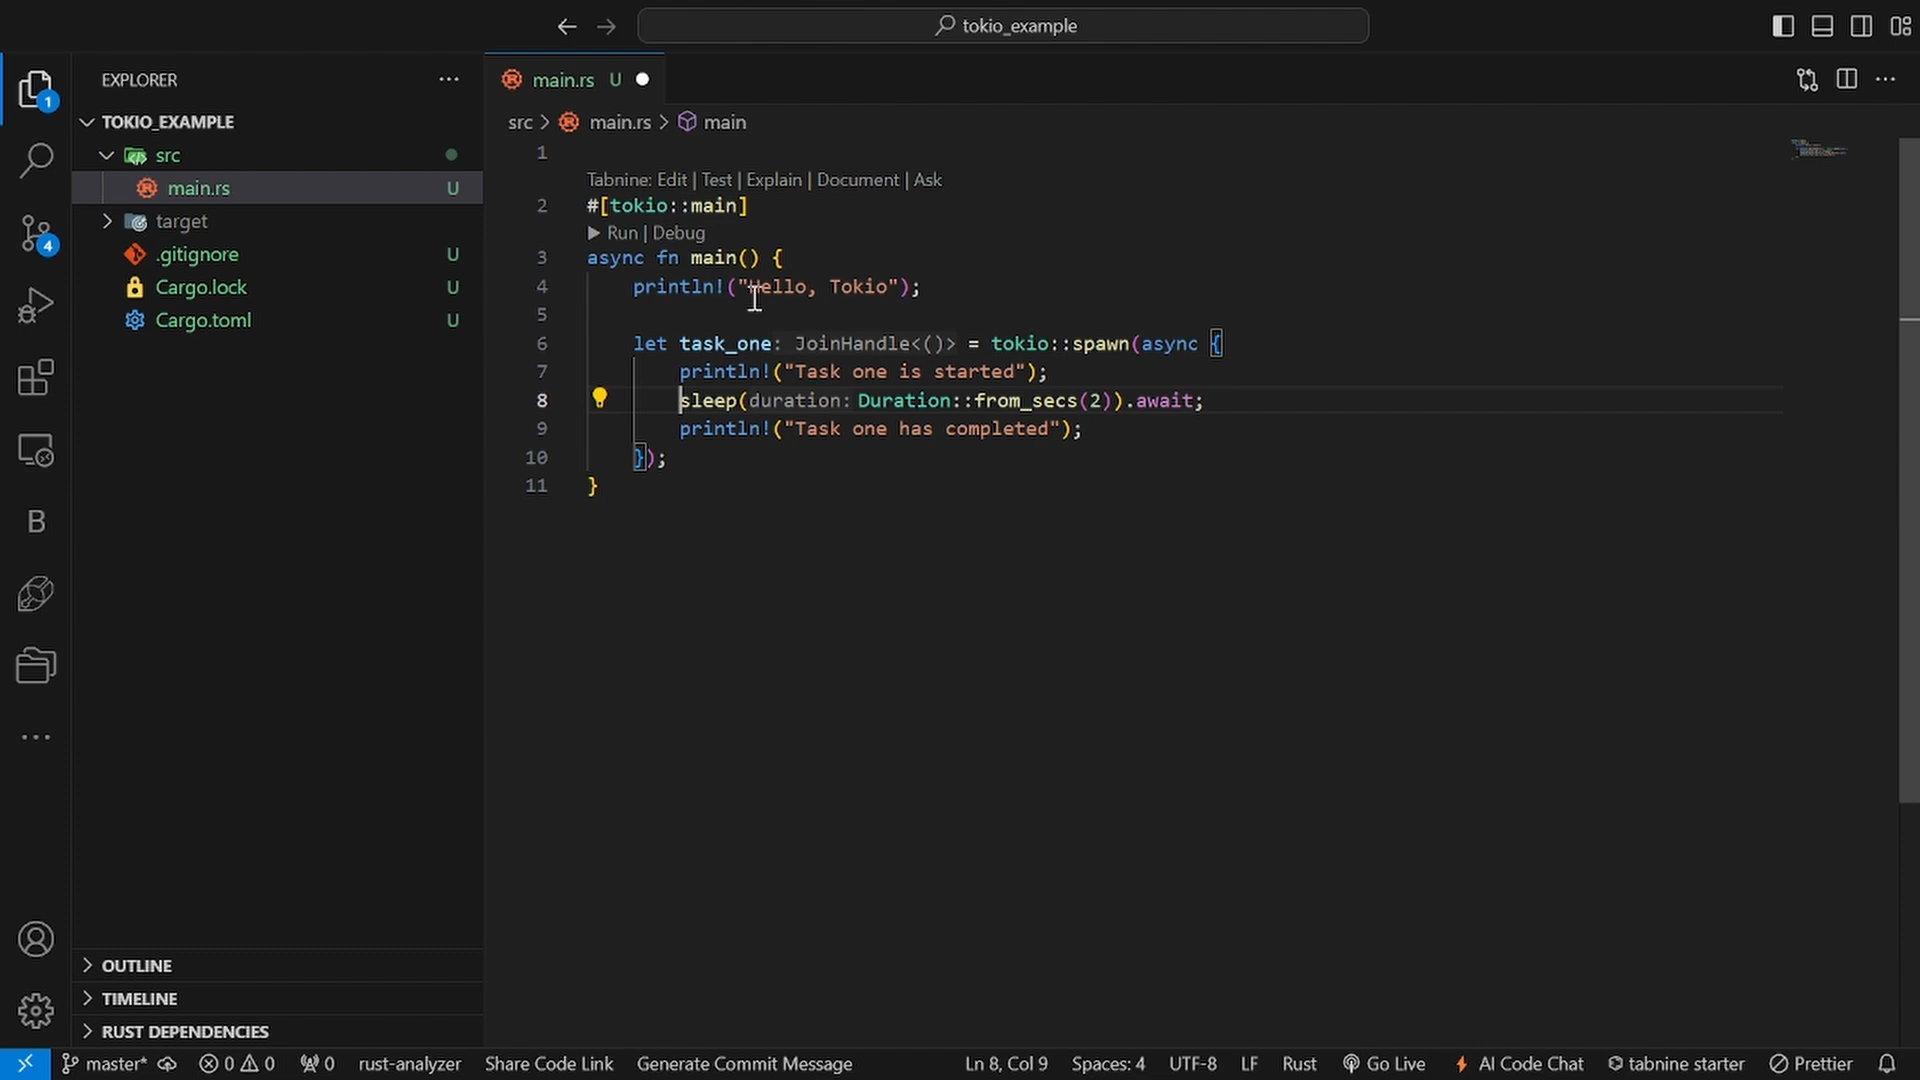 tokio_example
EXPLORER
main.rs U
TOKIO_EXAMPLE
src > main.rs > main
src
main.rs U
target
.gitignore U
Cargo.lock U
Cargo.toml U
1
Tabnine: Edit | Test | Explain | Document | Ask
2 #[tokio::main]
Run | Debug
3 async fn main() {
4 println!("Hello, Tokio");
5
6 let task_one: JoinHandle<()> = tokio::spawn(async {
7 println!("Task one is started");
8 sleep(duration: Duration::from_secs(2)).await;
9 println!("Task one has completed");
10 });
11 }
1
4
B
OUTLINE
TIMELINE
RUST DEPENDENCIES
master* 0 0 0 rust-analyzer Share Code Link Generate Commit Message Ln 8, Col 9 Spaces: 4 UTF-8 LF Rust Go Live AI Code Chat tabnine starter Prettier